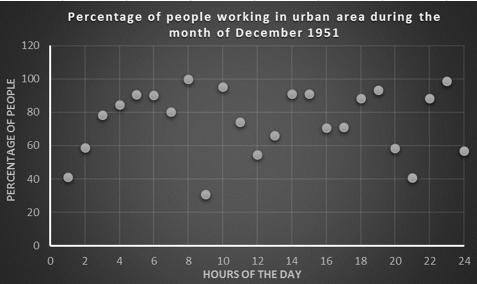 Percentage of people working in urban area during the
month of December 1951
PERCENTAGE OF PEOPLE
120
100
80
60
40
20
0
0 2 4 6 8 10 12 14 16 18 20 22 24
HOURS OF THE DAY